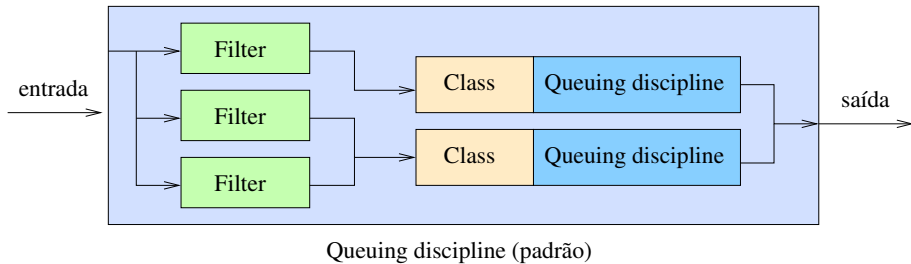 Filter
Class Queuing discipline
entrada
Filter
saída
Class Queuing discipline
Filter
Queuing discipline (padrão)